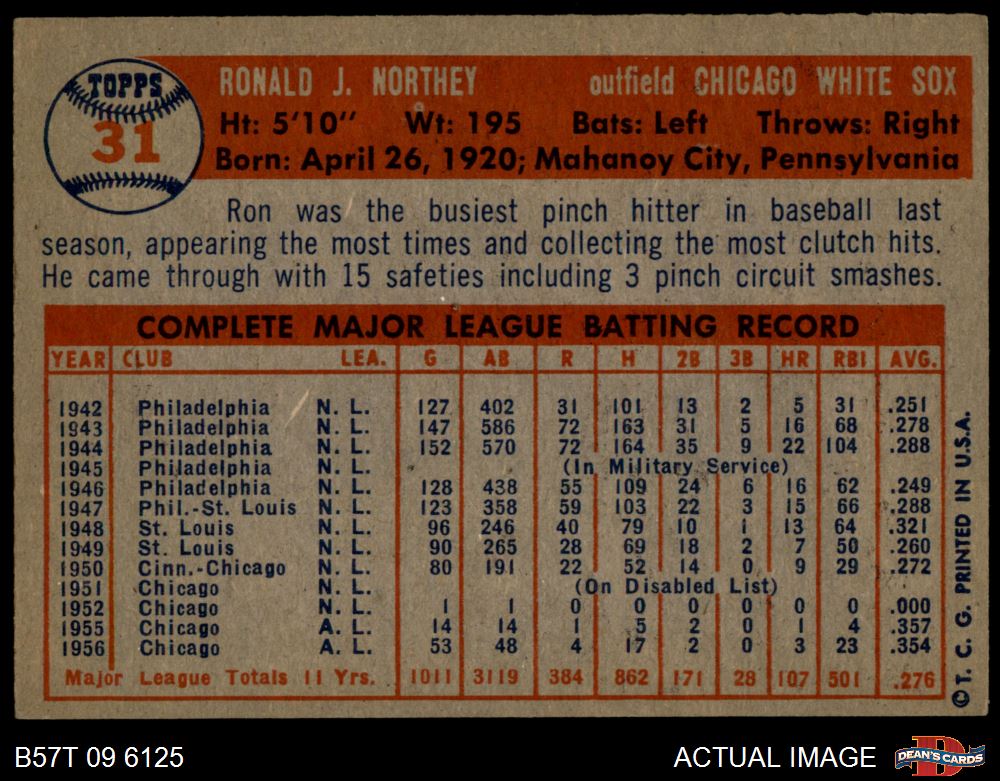 TOPPS
31
RONALD J. NORTHEY outfield CHICAGO WHITE SOX
Ht: 5'10" Wt: 195 Bats: Left Throws: Right
Born: April 26, 1920; Mahanoy City, Pennsylvania
Ron was the busiest pinch hitter in baseball last
season, appearing the most times and collecting the most clutch hits.
He came through with 15 safeties including 3 pinch circuit smashes.
COMPLETE MAJOR LEAGUE BATTING RECORD
YEAR CLUB LEA. G AB R H 2B 3B HR RBI AVG.
1942 Philadelphia N. L. 127 402 31 101 13 2 5 31 .251
1943 Philadelphia N. L. 147 586 72 163 31 5 16 68 .278
1944 Philadelphia N. L. 152 570 72 164 35 9 22 104 .288
1945 Philadelphia N. L. (In Military Service)
1946 Philadelphia N. L. 128 438 55 109 24 6 16 62 .249
1947 Phil.-St. Louis N. L. 123 358 59 103 22 3 15 66 .288
1948 St. Louis N. L. 96 246 40 79 10 1 13 64 .321
1949 St. Louis N. L. 90 265 28 69 18 2 7 50 .260
1950 Cinn.-Chicago N. L. 80 191 22 52 14 0 9 29 .272
1951 Chicago N. L. (On Disabled List)
1952 Chicago N. L. 1 1 0 0 0 0 0 0 .000
1955 Chicago A. L. 14 14 1 5 2 0 1 4 .357
1956 Chicago A. L. 53 48 4 17 2 0 3 23 .354
Major League Totals 11 Yrs. 1011 3119 384 862 171 28 107 501 .276
©T. C. G. PRINTED IN U.S.A.
B57T 09 6125
ACTUAL IMAGE
D
DEAN'S CARDS